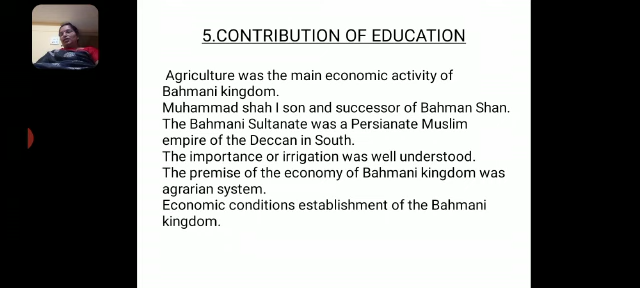 5.CONTRIBUTION OF EDUCATION
Agriculture was the main economic activity of
Bahmani kingdom.
Muhammad shah I son and successor of Bahman Shan.
The Bahmani Sultanate was a Persianate Muslim
empire of the Deccan in South.
The importance or irrigation was well understood.
The premise of the economy of Bahmani kingdom was
agrarian system.
Economic conditions establishment of the Bahmani
kingdom.